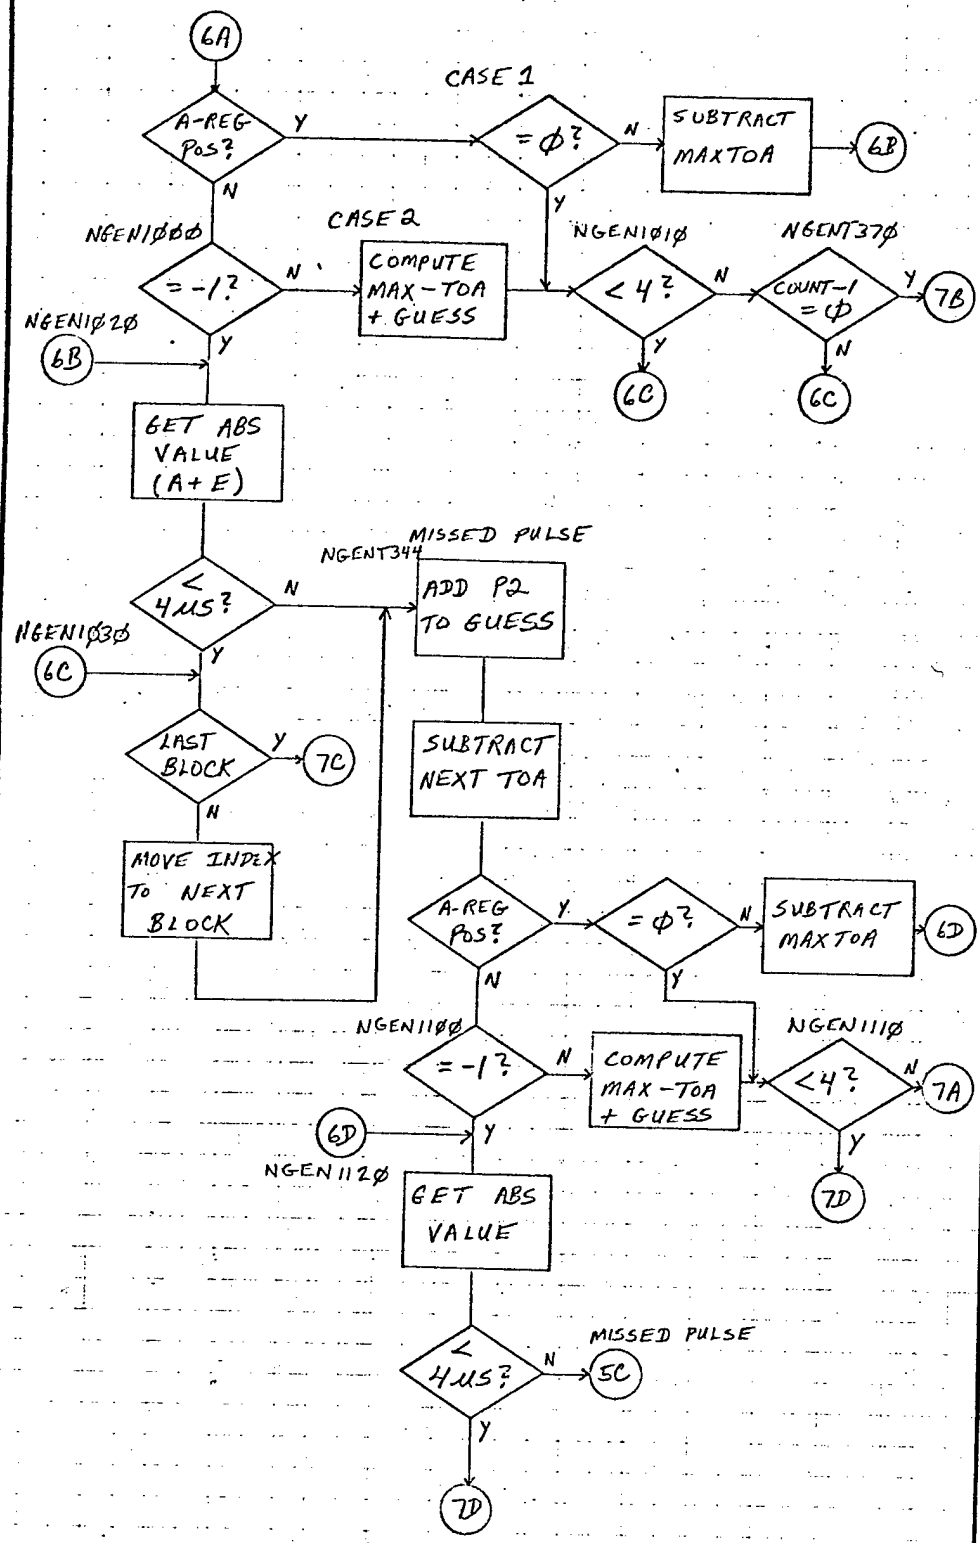 6A
CASE 1
A-REG
POS?
Y
N
= Ø?
N
Y
SUBTRACT
MAXTOA
6B
NGEN1ØØØ
CASE 2
= -1?
N
Y
COMPUTE
MAX-TOA
+ GUESS
NGEN1Ø1Ø
< 4?
N
Y
6C
NGENT37Ø
COUNT-1
= Ø
Y
7B
N
6C
NGEN1Ø2Ø
6B
GET ABS
VALUE
(A+E)
<
4µS?
N
Y
NGENT344
MISSED PULSE
ADD P2
TO GUESS
NGEN1Ø3Ø
6C
LAST
BLOCK
Y
7C
N
MOVE INDEX
TO NEXT
BLOCK
SUBTRACT
NEXT TOA
A-REG
POS?
Y
N
= Ø?
N
Y
SUBTRACT
MAXTOA
6D
NGEN11ØØ
= -1?
N
Y
COMPUTE
MAX-TOA
+ GUESS
NGEN111Ø
< 4?
N
7A
Y
7D
6D
NGEN112Ø
GET ABS
VALUE
<
4µS?
N
MISSED PULSE
5C
Y
7D